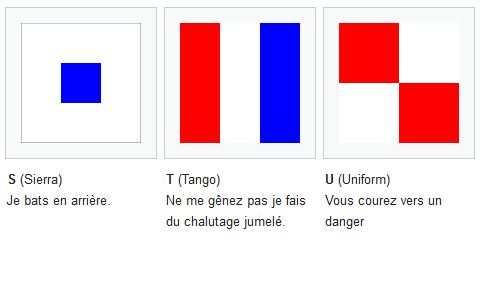 S (Sierra)
Je bats en arrière.
T (Tango)
Ne me gênez pas je fais
du chalutage jumelé.
U (Uniform)
Vous courez vers un
danger